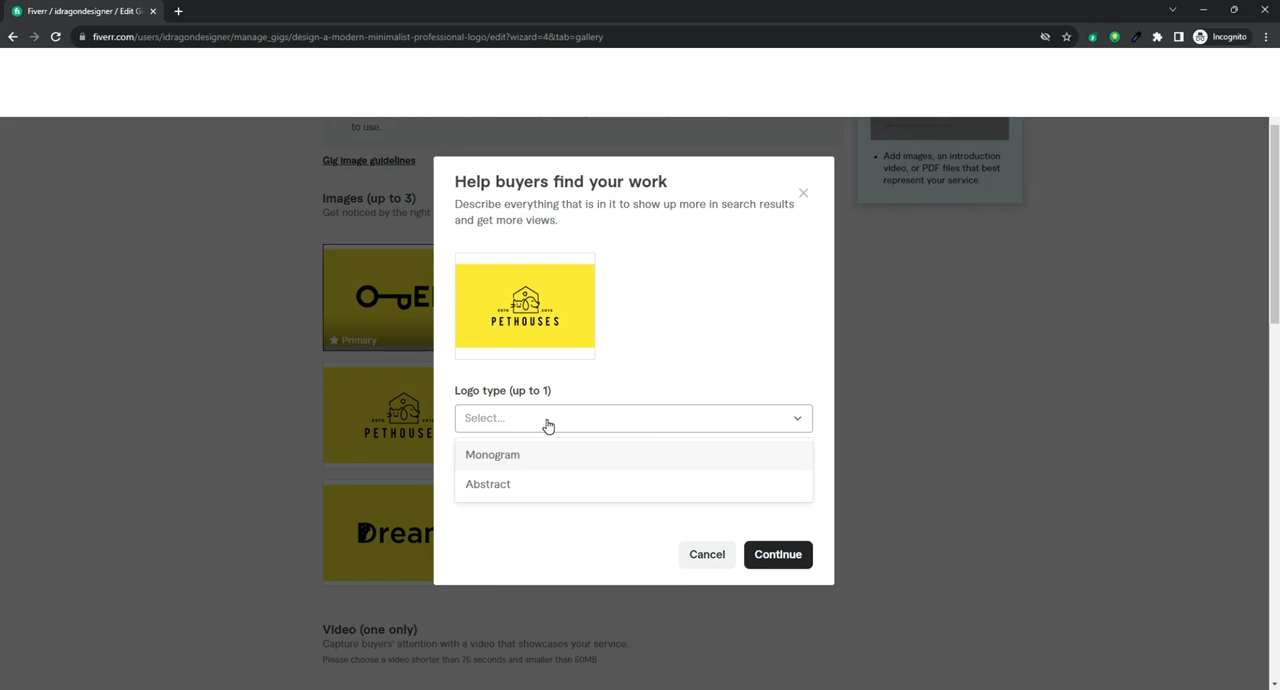 Fiverr / idragondesigner / Edit G
fiverr.com/users/idragondesigner/manage_gigs/design-a-modern-minimalist-professional-logo/edit?wizard=4&tab=gallery
Incognito
to use.
Gig image guidelines
Images (up to 3)
Get noticed by the right
OPE
Primary
PETHOUSES
Drear
Video (one only)
Capture buyers' attention with a video that showcases your service.
Please choose a video shorter than 75 seconds and smaller than 50MB
Help buyers find your work
Describe everything that is in it to show up more in search results
and get more views.
PETHOUSES
Logo type (up to 1)
Select...
Monogram
Abstract
Cancel
Continue
• Add images, an introduction
video, or PDF files that best
represent your service.